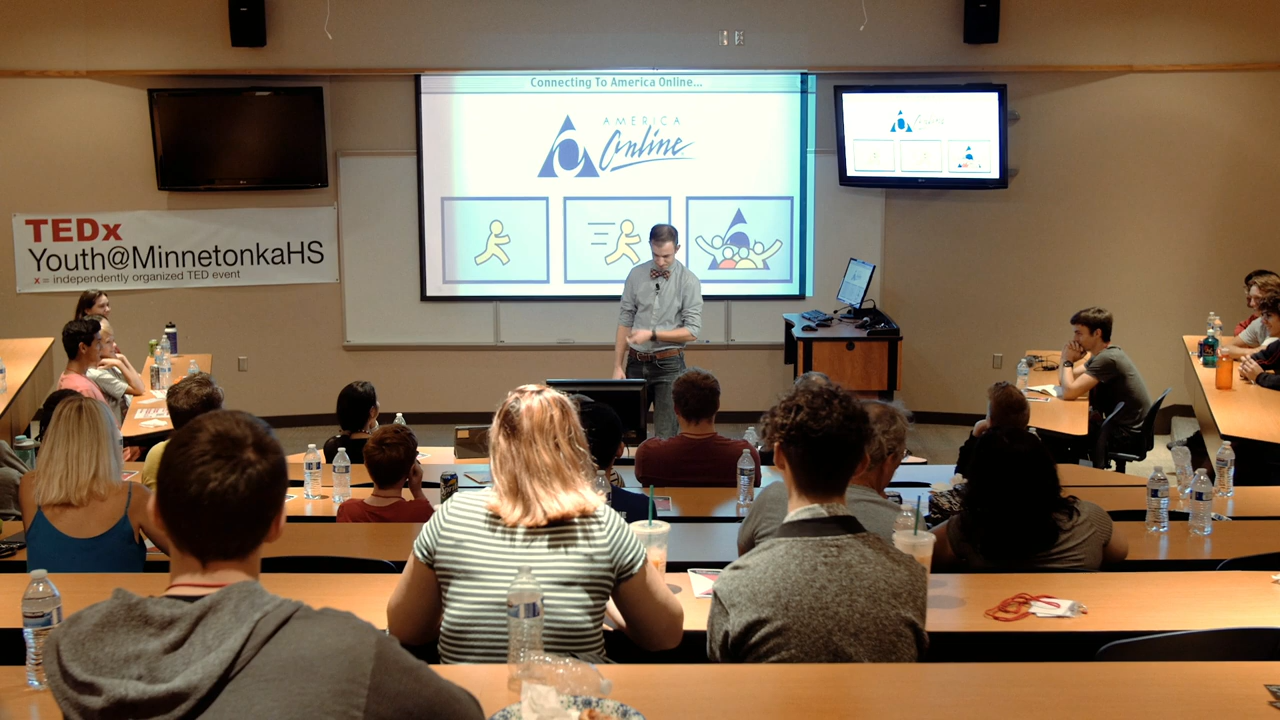 Connecting To America Online...
AMERICA
Online
TEDx
Youth@MinnetonkaHS
x = independently organized TED event